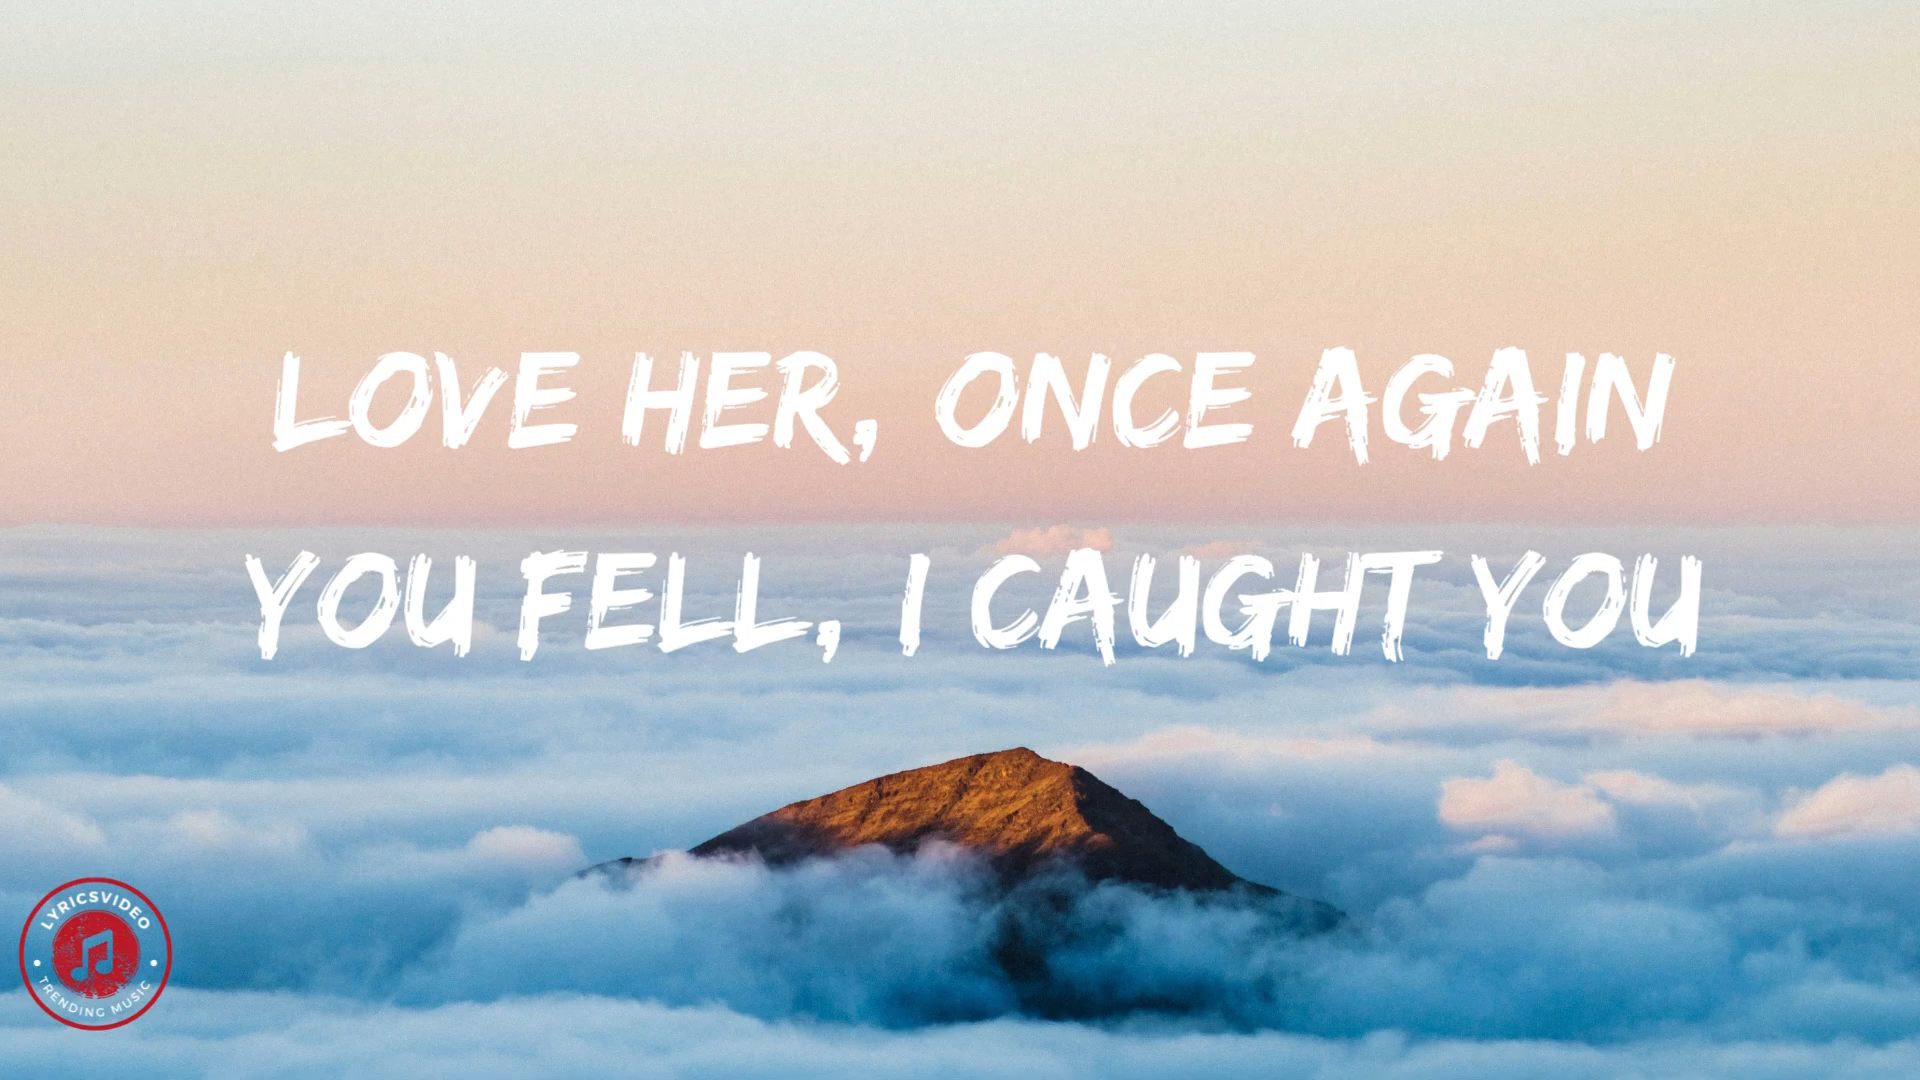 LOVE HER, ONCE AGAIN
YOU FELL, I CAUGHT YOU
LYRICSVIDEO
TRENDING MUSIC